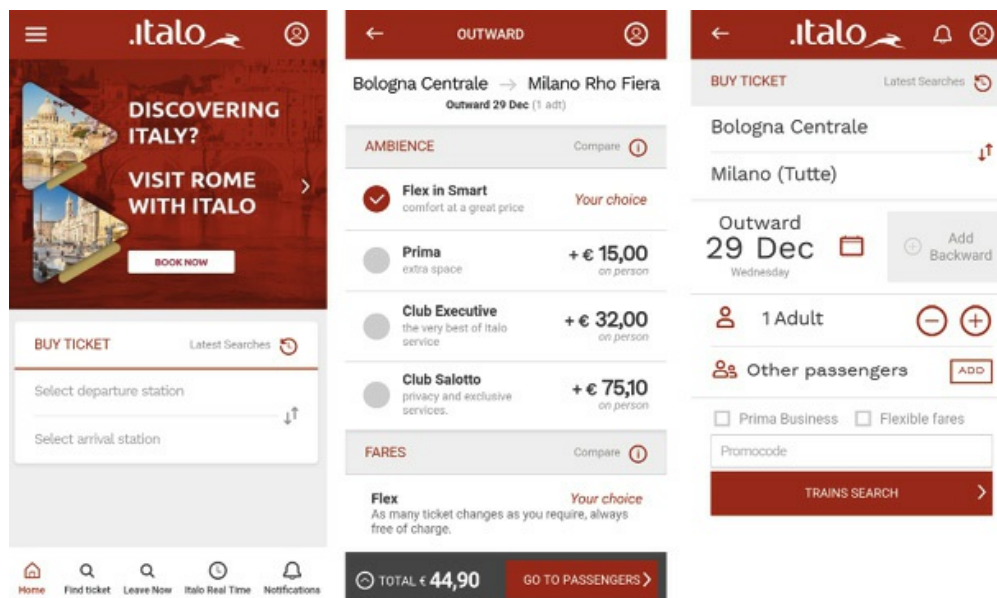 .italo
DISCOVERING
ITALY?
VISIT ROME
WITH ITALO
BOOK NOW
BUY TICKET
Latest Searches
Select departure station
Select arrival station
Home
Find ticket
Leave Now
Italo Real Time
Notifications
OUTWARD
Bologna Centrale → Milano Rho Fiera
Outward 29 Dec (1 adt)
AMBIENCE
Compare
Flex in Smart
comfort at a great price
Your choice
Prima
extra space
+ € 15,00
on person
Club Executive
the very best of Italo
service
+ € 32,00
on person
Club Salotto
privacy and exclusive
services.
+ € 75,10
on person
FARES
Compare
Flex
Your choice
As many ticket changes as you require, always
free of charge.
TOTAL € 44,90
GO TO PASSENGERS
.italo
BUY TICKET
Latest Searches
Bologna Centrale
Milano (Tutte)
Outward
29 Dec
Wednesday
Add
Backward
1 Adult
Other passengers
ADD
Prima Business
Flexible fares
Promocode
TRAINS SEARCH